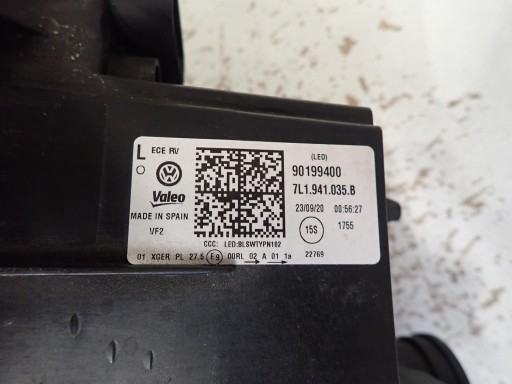 L ECE RV
(LED)
90199400
7L1.941.035.B
Valeo
23/09/20 00:56:27
MADE IN SPAIN
15S 1755
VF2
CCC: LED:BLSWTYPN102
01 XGER PL 27.5 E9 00RL 02 A 01 1a 22769